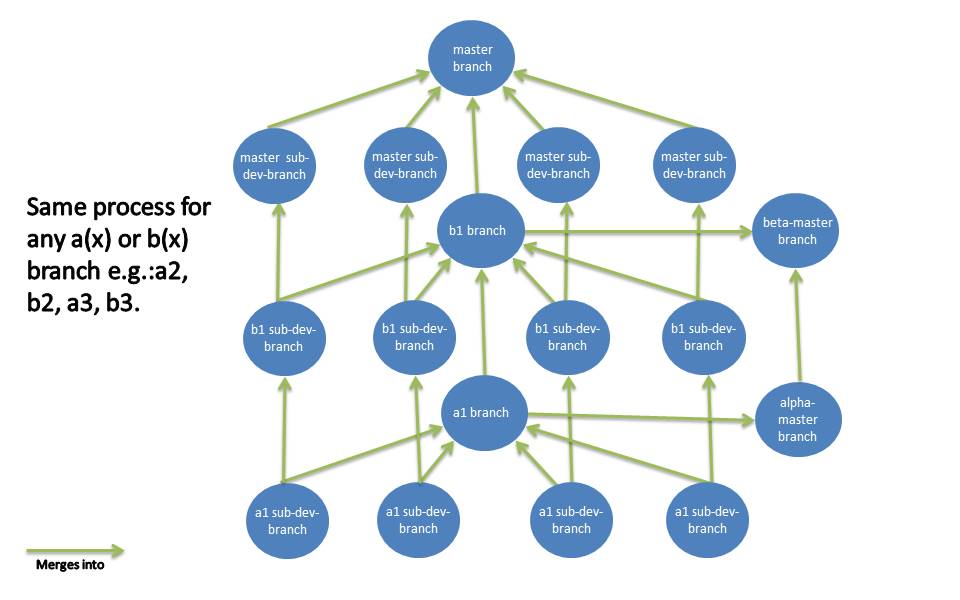 master
branch
master  sub-
dev-branch
master sub-
dev-branch
master sub-
dev-branch
master sub-
dev-branch
Same process for
any a(x) or b(x)
branch e.g.:a2,
b2, a3, b3.
b1 branch
beta-master
branch
b1 sub-dev-
branch
b1 sub-dev-
branch
b1 sub-dev-
branch
b1 sub-dev-
branch
a1 branch
alpha-
master
branch
a1 sub-dev-
branch
a1 sub-dev-
branch
a1 sub-dev-
branch
a1 sub-dev-
branch
Merges into